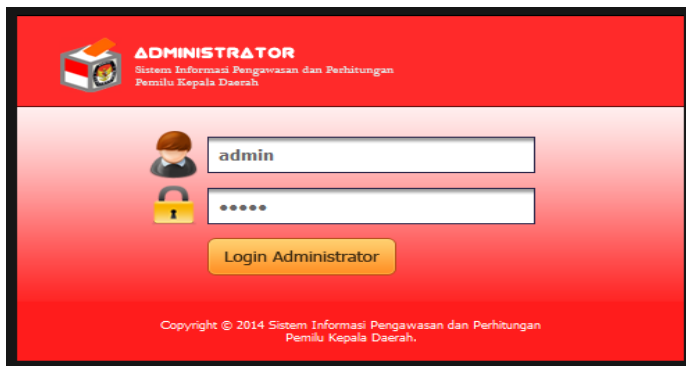 ADMINISTRATOR
Sistem Informasi Pengawasan dan Perhitungan
Pemilu Kepala Daerah
admin
•••••
Login Administrator
Copyright © 2014 Sistem Informasi Pengawasan dan Perhitungan
Pemilu Kepala Daerah.